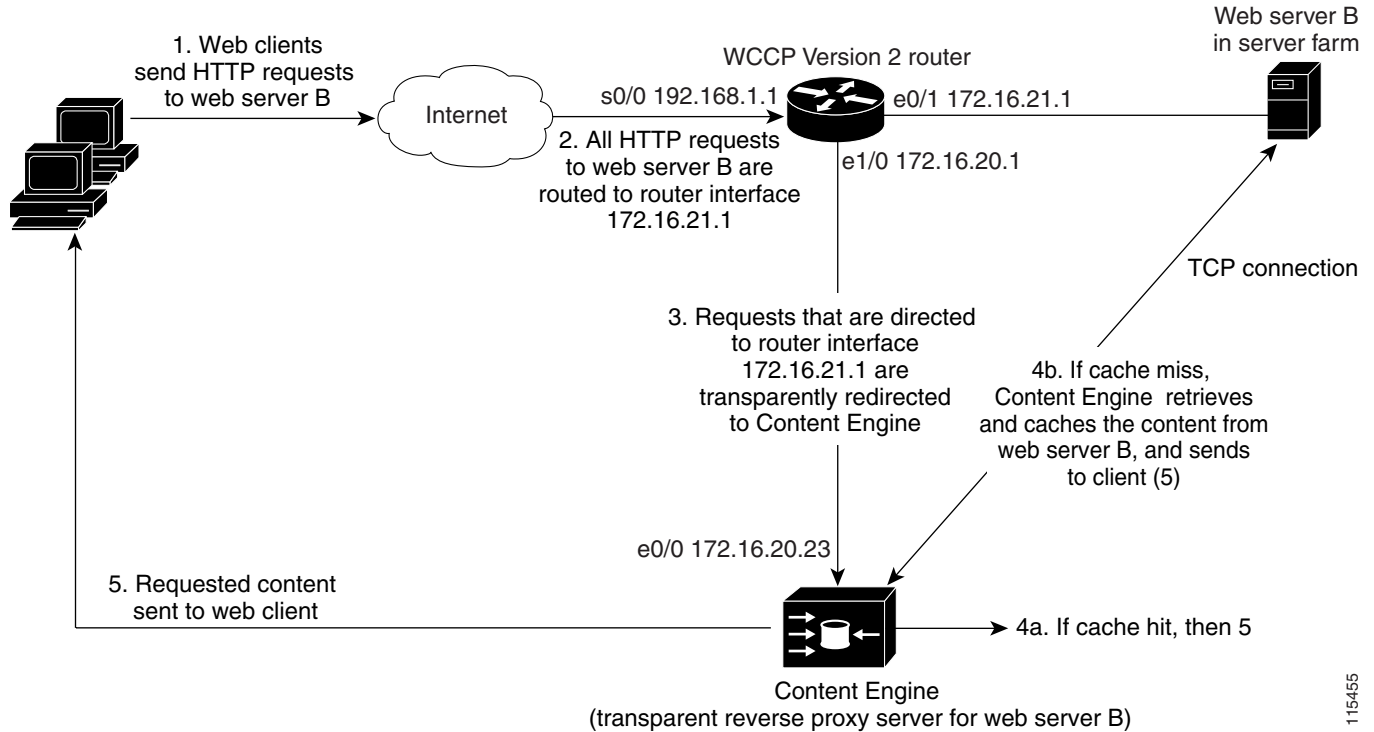 Web server B
in server farm
1. Web clients
send HTTP requests
to web server B
WCCP Version 2 router
Internet
s0/0 192.168.1.1
e0/1 172.16.21.1
2. All HTTP requests
to web server B are
routed to router interface
172.16.21.1
e1/0 172.16.20.1
TCP connection
3. Requests that are directed
to router interface
172.16.21.1 are
transparently redirected
to Content Engine
4b. If cache miss,
Content Engine retrieves
and caches the content from
web server B, and sends
to client (5)
e0/0 172.16.20.23
5. Requested content
sent to web client
4a. If cache hit, then 5
Content Engine
(transparent reverse proxy server for web server B)
115455